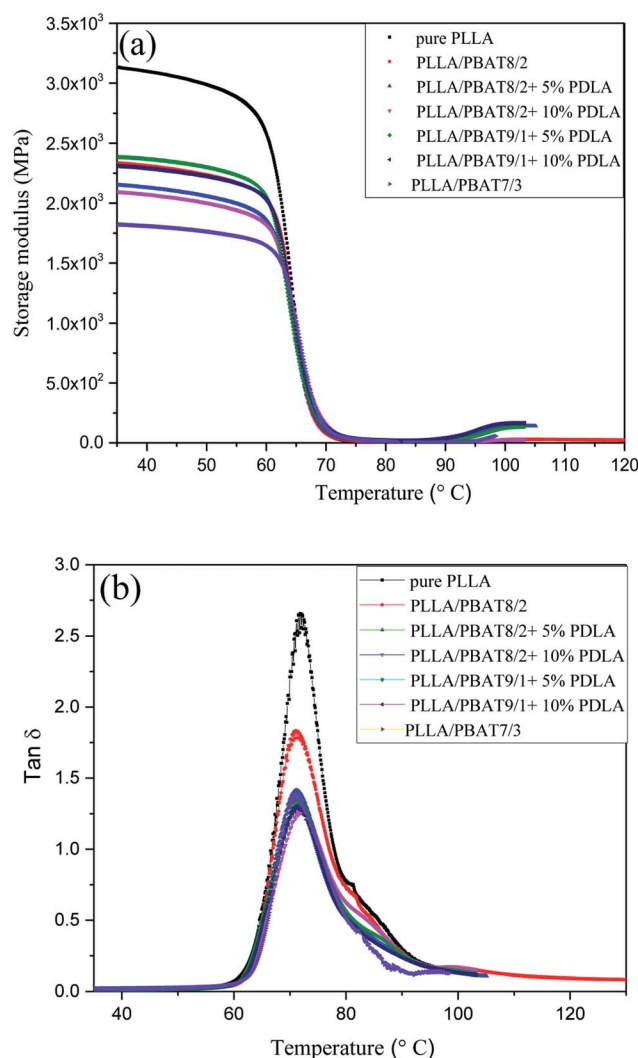 (a)
3.5x10³
3.0x10³
2.5x10³
2.0x10³
1.5x10³
1.0x10³
5.0x10²
0.0
Storage modulus (MPa)
pure PLLA
PLLA/PBAT8/2
PLLA/PBAT8/2+ 5% PDLA
PLLA/PBAT8/2+ 10% PDLA
PLLA/PBAT9/1+ 5% PDLA
PLLA/PBAT9/1+ 10% PDLA
PLLA/PBAT7/3
40 50 60 70 80 90 100 110 120
Temperature (° C)
(b)
3.0
2.5
2.0
1.5
1.0
0.5
0.0
Tan δ
pure PLLA
PLLA/PBAT8/2
PLLA/PBAT8/2+ 5% PDLA
PLLA/PBAT8/2+ 10% PDLA
PLLA/PBAT9/1+ 5% PDLA
PLLA/PBAT9/1+ 10% PDLA
PLLA/PBAT7/3
40 60 80 100 120
Temperature (° C)